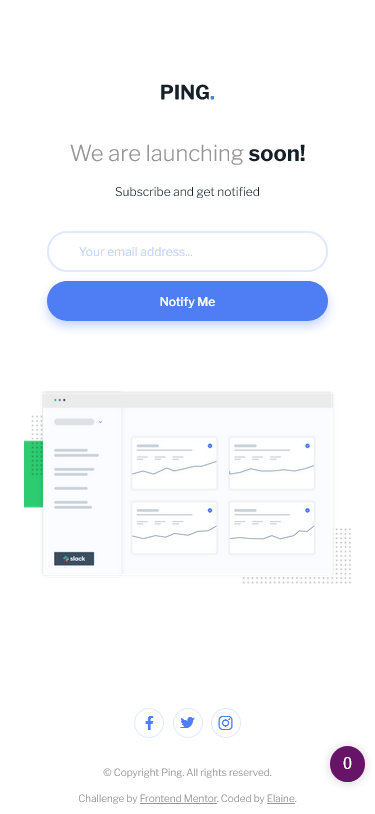 PING.
We are launching soon!
Subscribe and get notified
Your email address...
Notify Me
slack
0
© Copyright Ping. All rights reserved.
Challenge by Frontend Mentor. Coded by Elaine.